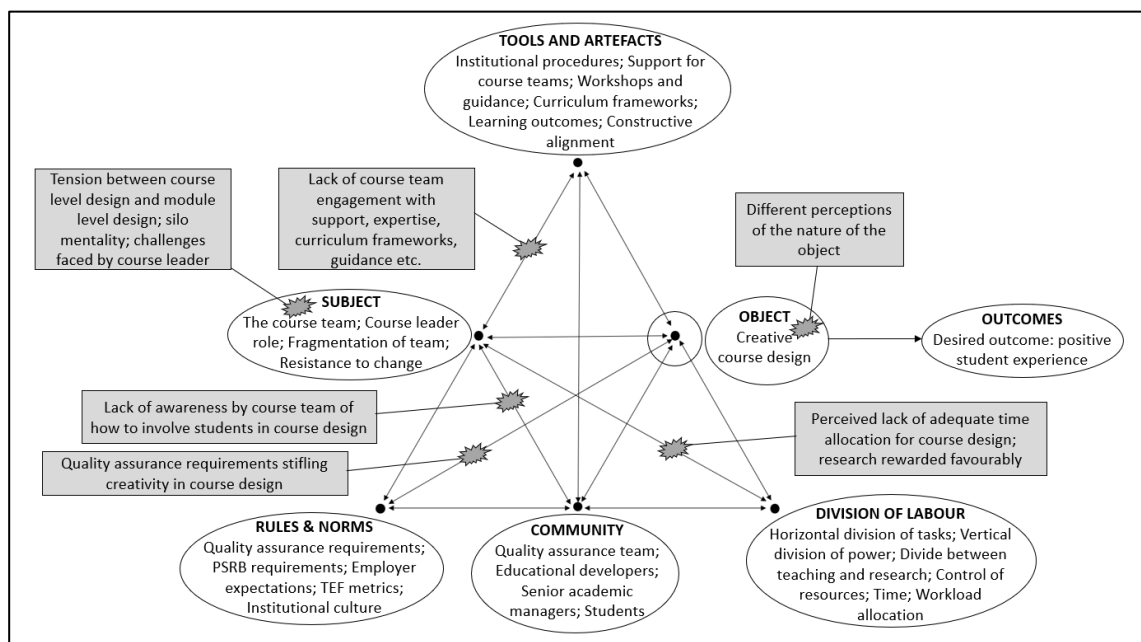 TOOLS AND ARTEFACTS
Institutional procedures; Support for
course teams; Workshops and
guidance; Curriculum frameworks;
Learning outcomes; Constructive
alignment
Tension between course
level design and module
level design; silo
mentality; challenges
faced by course leader
Lack of course team
engagement with
support, expertise,
curriculum frameworks,
guidance etc.
Different perceptions
of the nature of the
object
SUBJECT
The course team; Course leader
role; Fragmentation of team;
Resistance to change
OBJECT
Creative
course design
OUTCOMES
Desired outcome: positive
student experience
Lack of awareness by course team of
how to involve students in course design
Quality assurance requirements stifling
creativity in course design
Perceived lack of adequate time
allocation for course design;
research rewarded favourably
RULES & NORMS
Quality assurance requirements;
PSRB requirements; Employer
expectations; TEF metrics;
Institutional culture
COMMUNITY
Quality assurance team;
Educational developers;
Senior academic
managers; Students
DIVISION OF LABOUR
Horizontal division of tasks; Vertical
division of power; Divide between
teaching and research; Control of
resources; Time; Workload
allocation